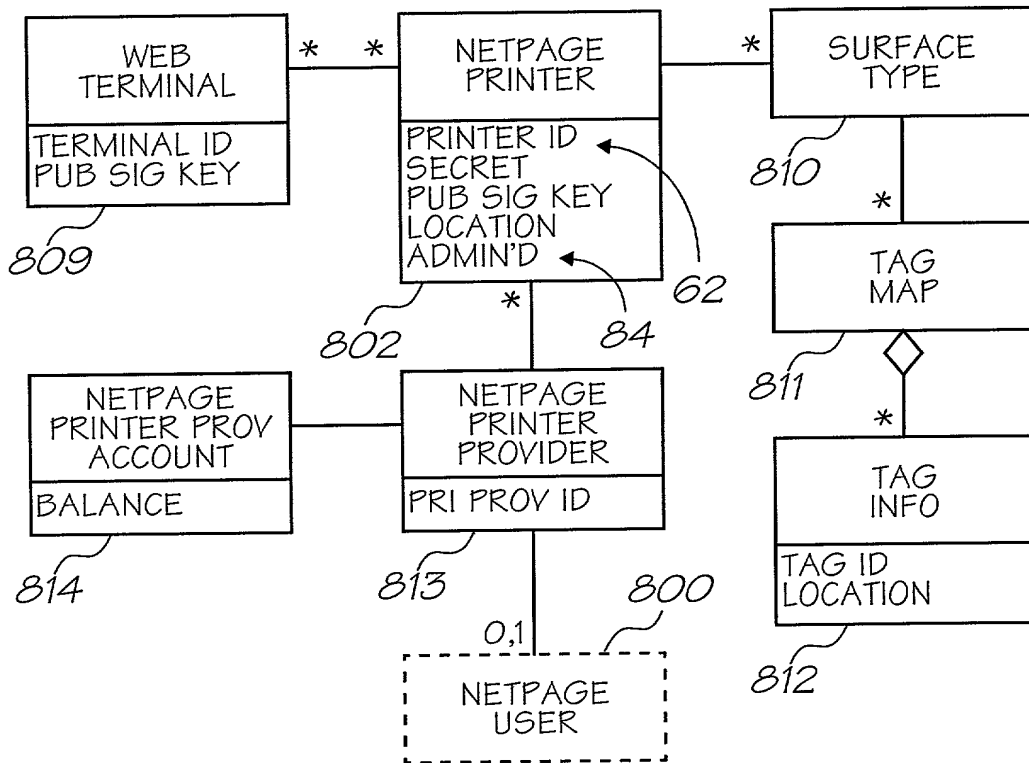 WEB
TERMINAL
TERMINAL ID
PUB SIG KEY
809
*
*
NETPAGE
PRINTER
PRINTER ID
SECRET
PUB SIG KEY
LOCATION
ADMIN'D
802
62
84
*
*
SURFACE
TYPE
810
*
TAG
MAP
811
*
TAG
INFO
TAG ID
LOCATION
812
NETPAGE
PRINTER PROV
ACCOUNT
BALANCE
814
NETPAGE
PRINTER
PROVIDER
PRI PROV ID
813
0,1
800
NETPAGE
USER